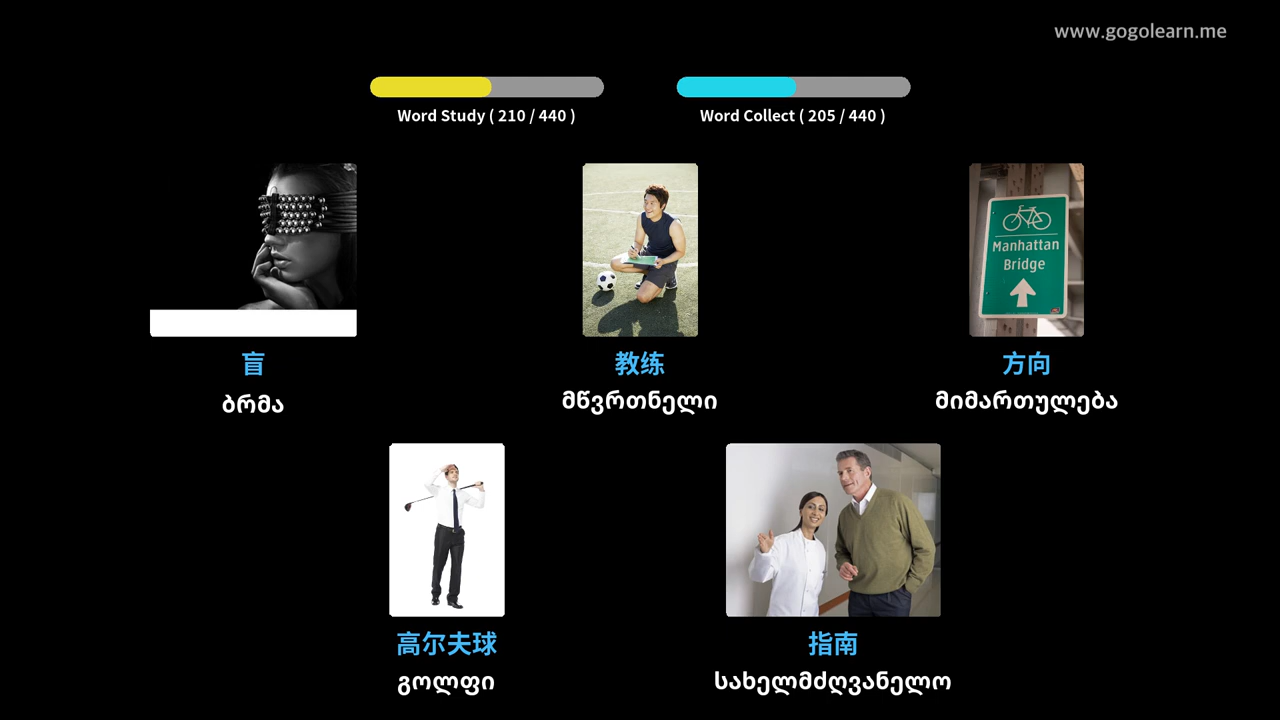 www.gogolearn.me
Word Study ( 210 / 440 )
Word Collect ( 205 / 440 )
Manhattan
Bridge
盲
ბრმა
教练
მწვრთნელი
方向
მიმართულება
高尔夫球
გოლფი
指南
სახელმძღვანელო